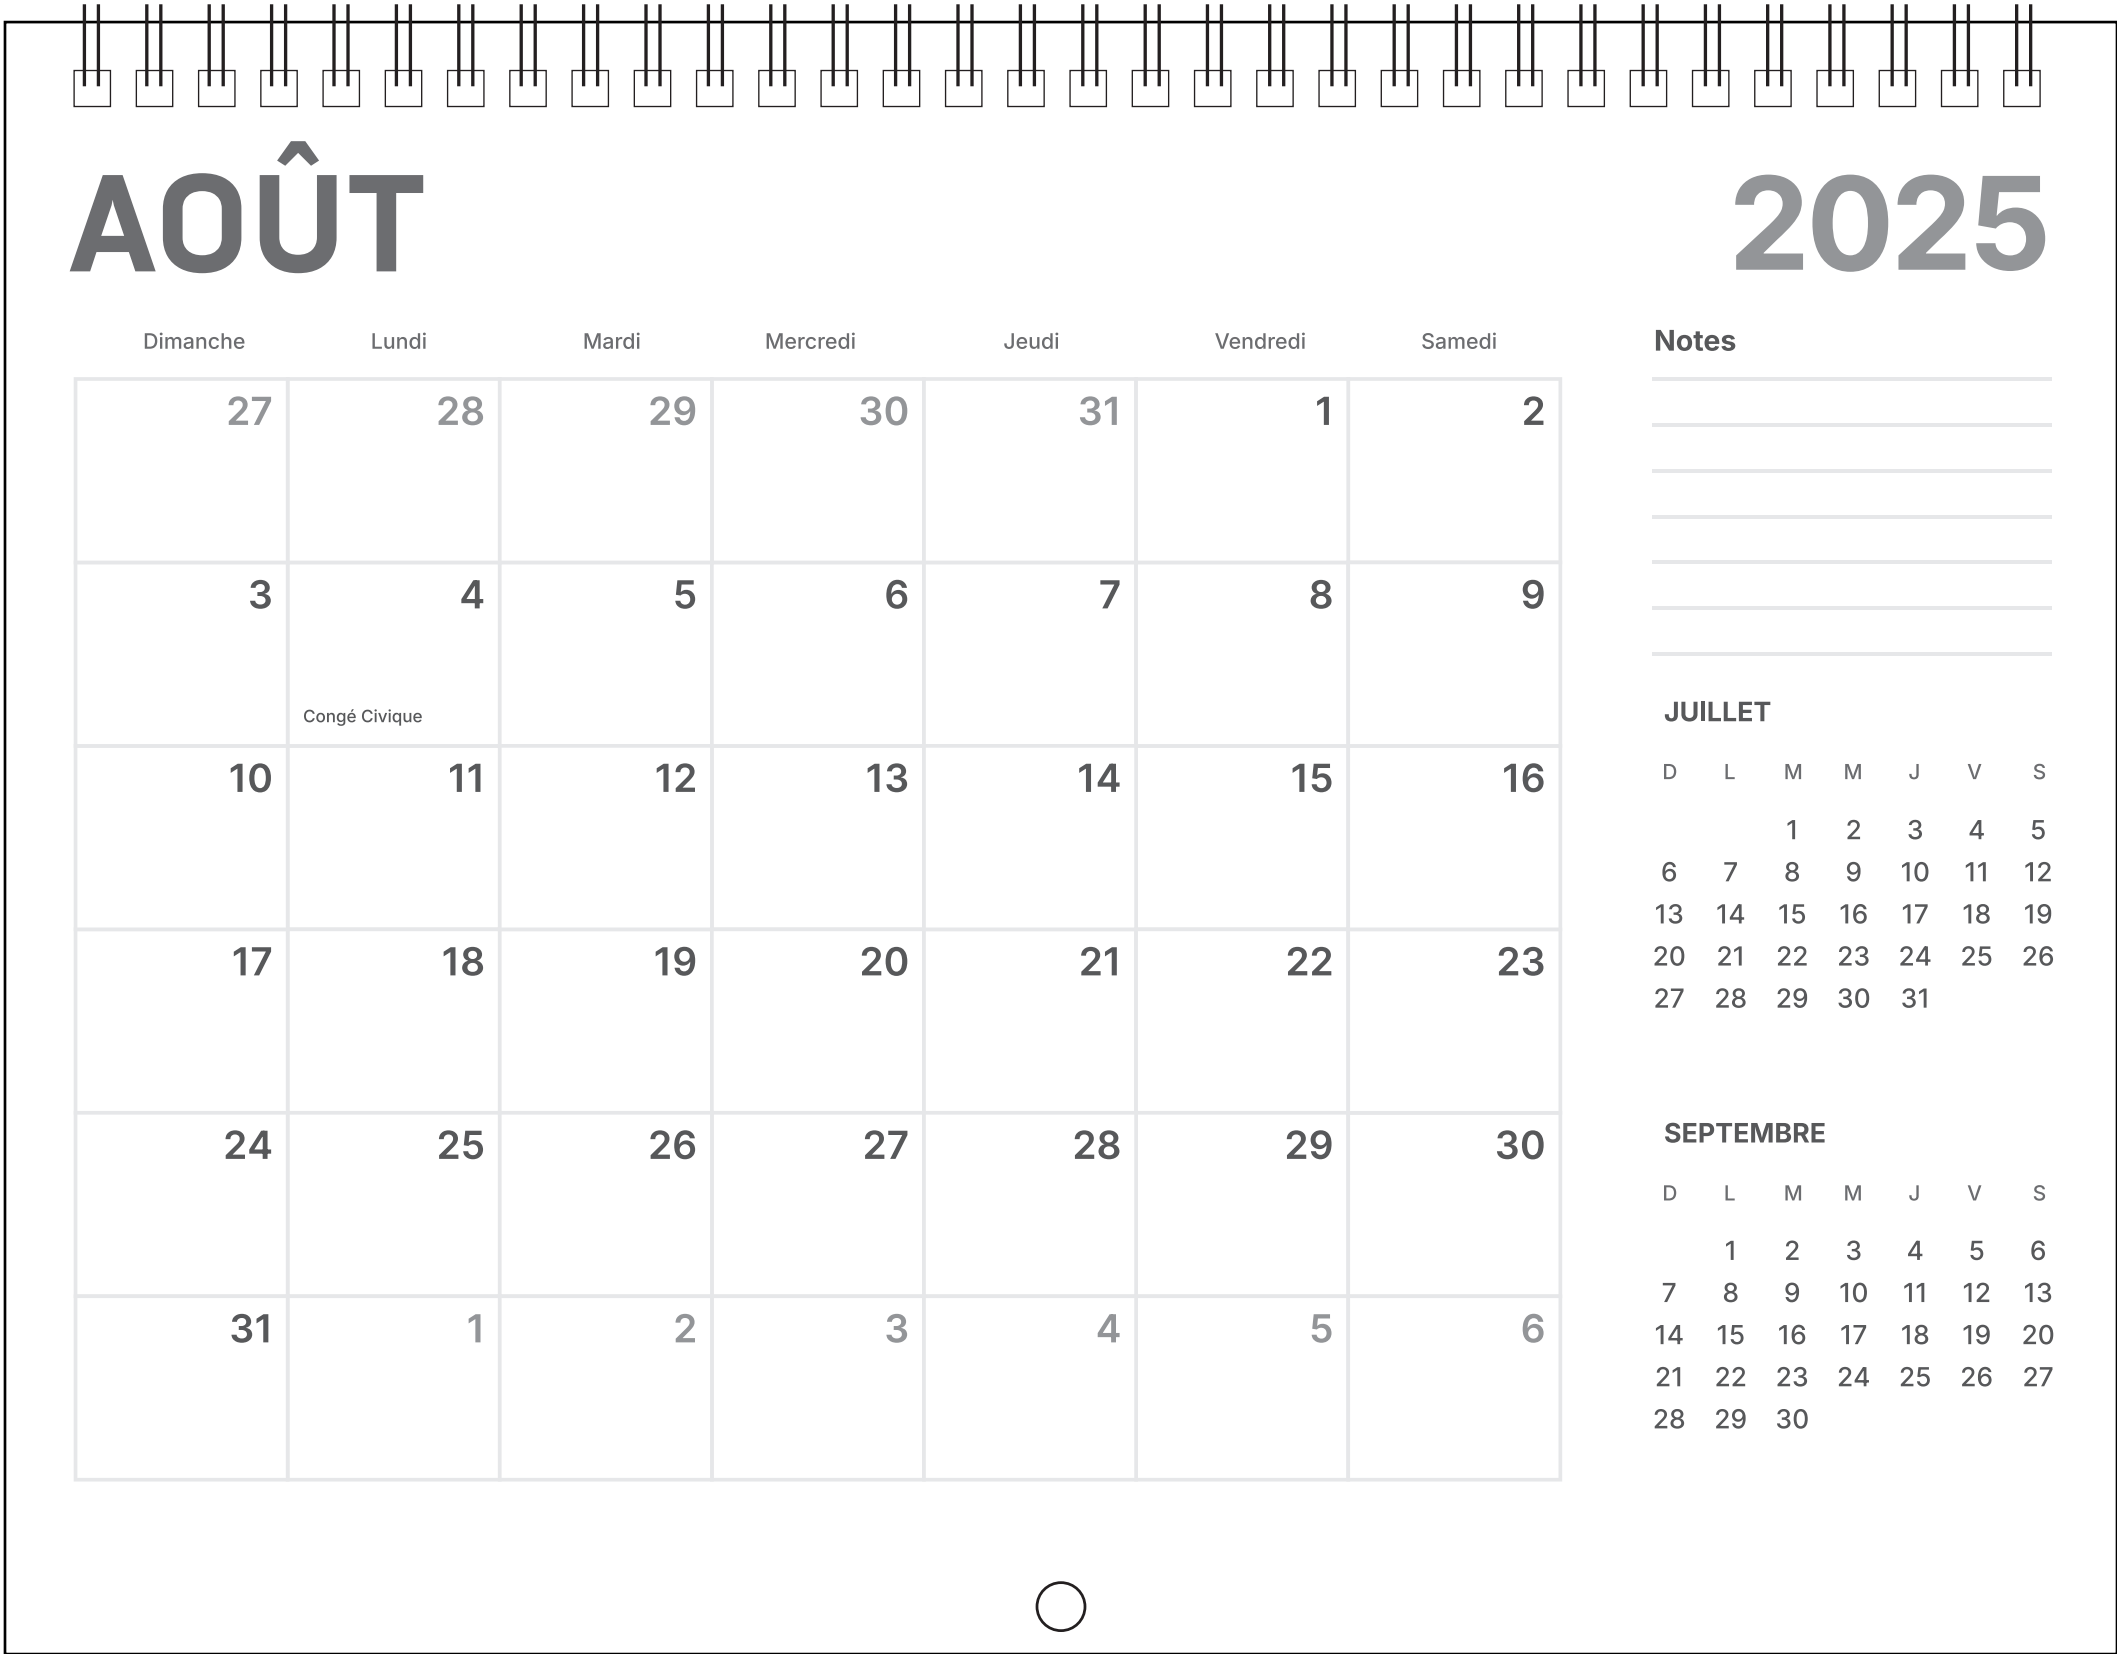 AOÛT 2025
Dimanche Lundi Mardi Mercredi Jeudi Vendredi Samedi
27 28 29 30 31 1 2
3 4 5 6 7 8 9
Congé Civique
10 11 12 13 14 15 16
17 18 19 20 21 22 23
24 25 26 27 28 29 30
31 1 2 3 4 5 6
Notes
JUILLET
D L M M J V S
1 2 3 4 5
6 7 8 9 10 11 12
13 14 15 16 17 18 19
20 21 22 23 24 25 26
27 28 29 30 31
SEPTEMBRE
D L M M J V S
1 2 3 4 5 6
7 8 9 10 11 12 13
14 15 16 17 18 19 20
21 22 23 24 25 26 27
28 29 30